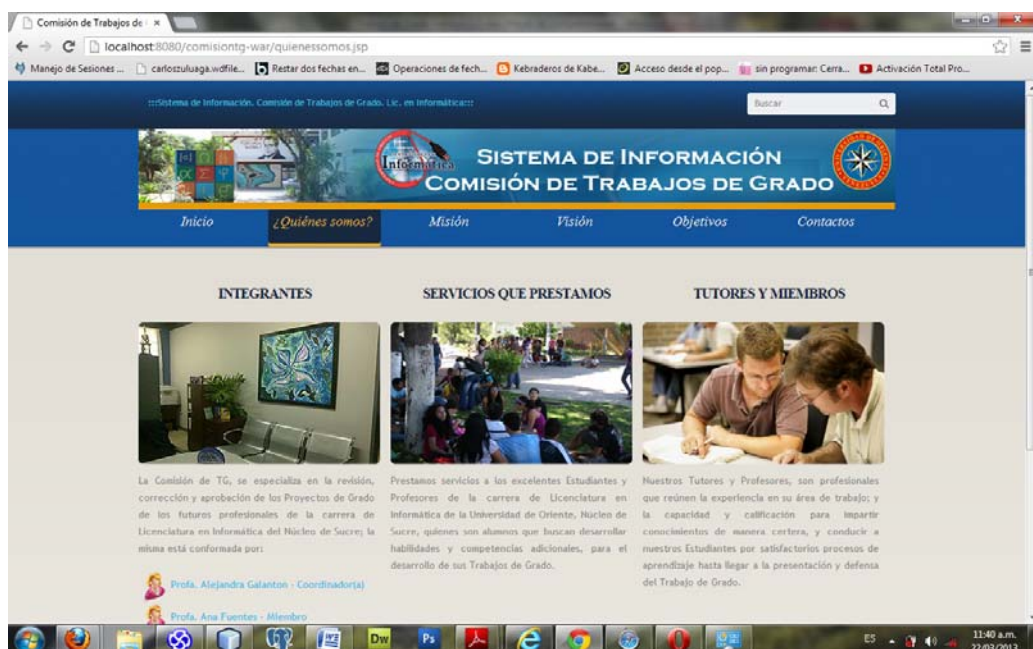 Comisión de Trabajos de
localhost:8080/comisiontg-war/quienessomos.jsp
Manejo de Sesiones ... carloszuluaga.wdfile... Restar dos fechas en... Operaciones de fech... Kebraderos de Kabe... Acceso desde el pop... sin programar: Cerra... Activación Total Pro...
:::Sistema de Información. Comisión de Trabajos de Grado. Lic. en Informática:::
Buscar
Informática
SISTEMA DE INFORMACIÓN
COMISIÓN DE TRABAJOS DE GRADO
Inicio ¿Quiénes somos? Misión Visión Objetivos Contactos
INTEGRANTES
La Comisión de TG, se especializa en la revisión,
corrección y aprobación de los Proyectos de Grado
de los futuros profesionales de la carrera de
Licenciatura en Informática del Núcleo de Sucre; la
misma está conformada por:
Profa. Alejandra Galanton - Coordinador(a)
Profa. Ana Fuentes - Miembro
SERVICIOS QUE PRESTAMOS
Prestamos servicios a los excelentes Estudiantes y
Profesores de la carrera de Licenciatura en
Informática de la Universidad de Oriente, Núcleo de
Sucre, quienes son alumnos que buscan desarrollar
habilidades y competencias adicionales, para el
desarrollo de sus Trabajos de Grado.
TUTORES Y MIEMBROS
Nuestros Tutores y Profesores, son profesionales
que reúnen la experiencia en su área de trabajo; y
la capacidad y calificación para impartir
conocimientos de manera certera, y conducir a
nuestros Estudiantes por satisfactorios procesos de
aprendizaje hasta llegar a la presentación y defensa
del Trabajo de Grado.
Dw Ps
ES
11:40 a.m.
22/03/2013